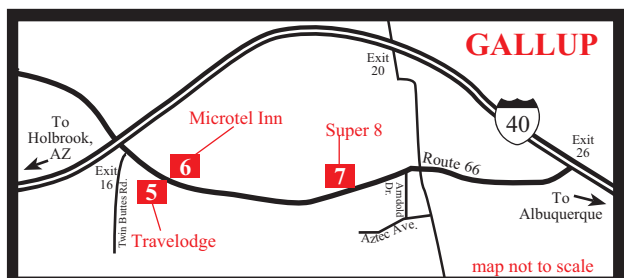 GALLUP
Exit
20
To
Holbrook,
AZ
Microtel Inn
40
Super 8
Exit
26
6
Route 66
Exit
16
5
7
Twin Buttes Rd.
Arndold
Dr.
To
Albuquerque
Travelodge
Aztec Ave.
map not to scale